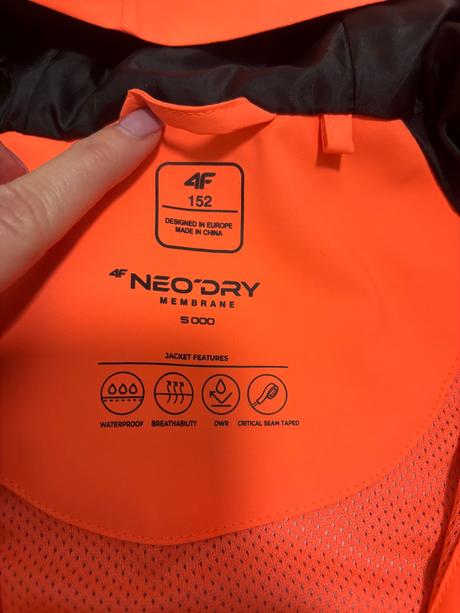 4F
152
DESIGNED IN EUROPE
MADE IN CHINA
4F NEO'DRY
MEMBRANE
5 000
JACKET FEATURES
WATERPROOF BREATHABILITY DWR CRITICAL SEAM TAPED